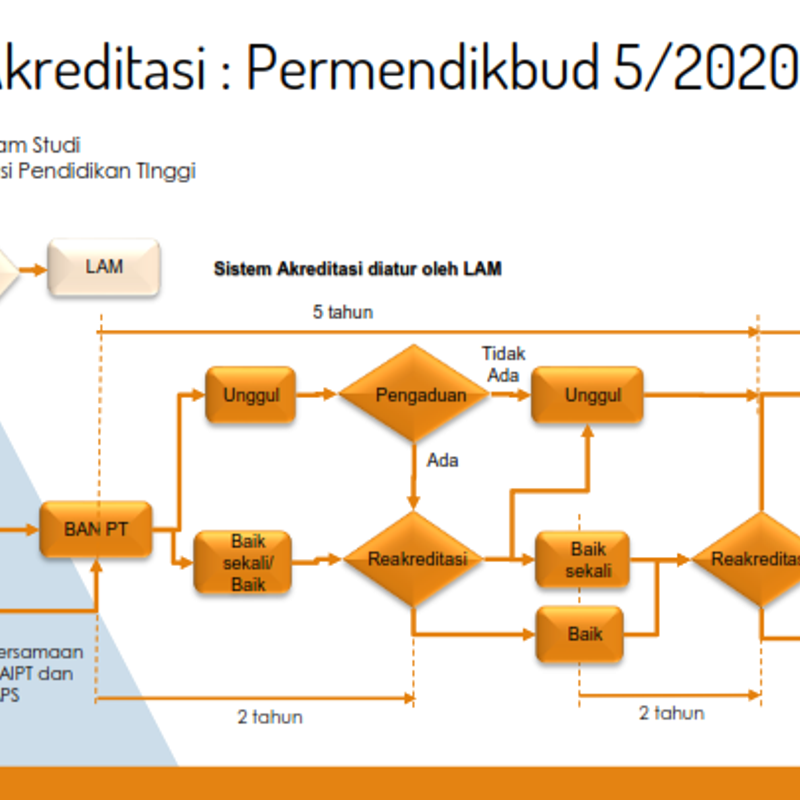 kreditasi : Permendikbud 5/2020
am Studi
si Pendidikan TInggi
LAM
Sistem Akreditasi diatur oleh LAM
5 tahun
Tidak
Ada
Unggul
Pengaduan
Unggul
Ada
BAN PT
Baik
sekali/
Baik
Reakreditasi
Baik
sekali
Reakreditas
Baik
ersamaan
AIPT dan
APS
2 tahun
2 tahun